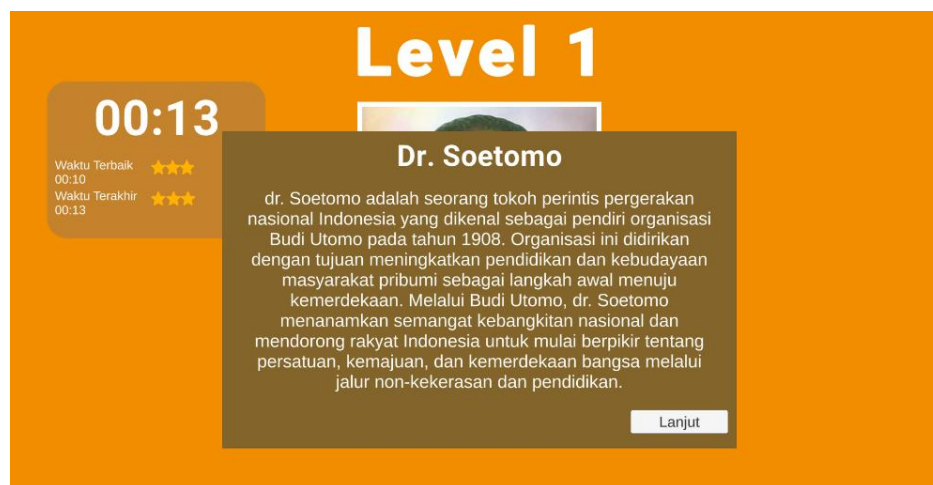 Level 1
00:13
Waktu Terbaik
00:10
Waktu Terakhir
00:13
Dr. Soetomo
dr. Soetomo adalah seorang tokoh perintis pergerakan
nasional Indonesia yang dikenal sebagai pendiri organisasi
Budi Utomo pada tahun 1908. Organisasi ini didirikan
dengan tujuan meningkatkan pendidikan dan kebudayaan
masyarakat pribumi sebagai langkah awal menuju
kemerdekaan. Melalui Budi Utomo, dr. Soetomo
menanamkan semangat kebangkitan nasional dan
mendorong rakyat Indonesia untuk mulai berpikir tentang
persatuan, kemajuan, dan kemerdekaan bangsa melalui
jalur non-kekerasan dan pendidikan.
Lanjut